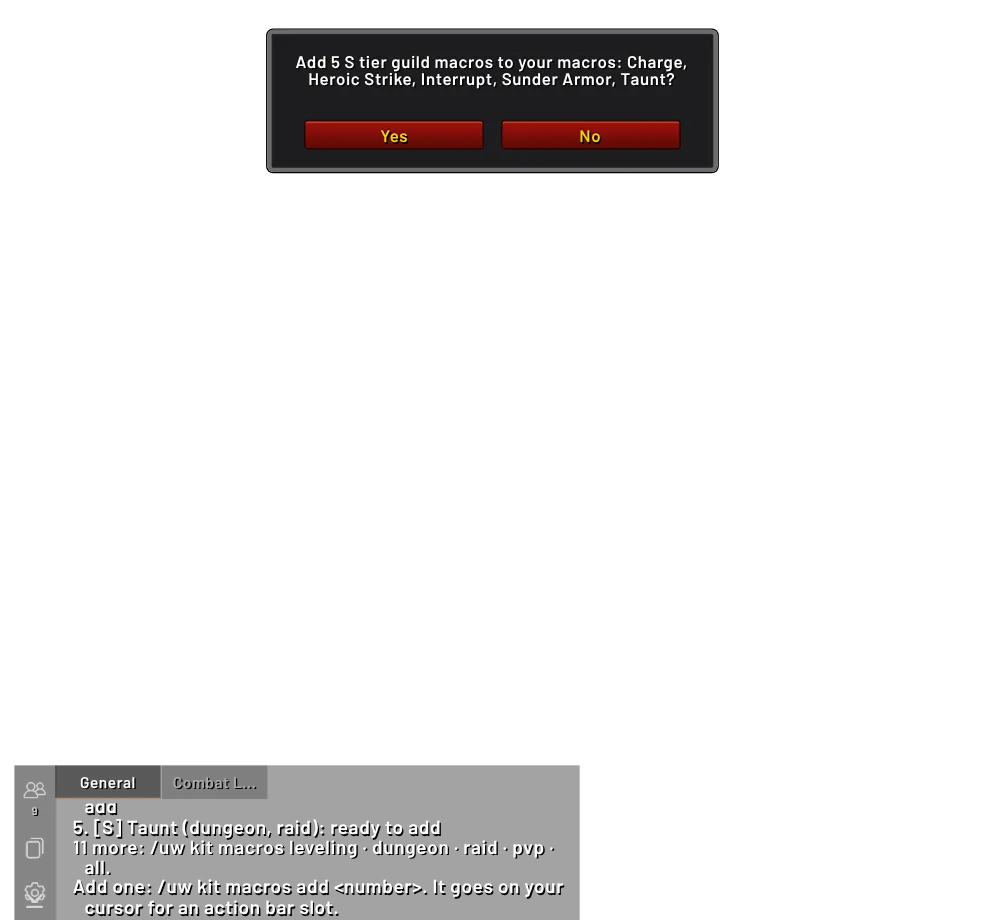 Add 5 S tier guild macros to your macros: Charge,
Heroic Strike, Interrupt, Sunder Armor, Taunt?
Yes
No
General
Combat L...
9
add
5. [S] Taunt (dungeon, raid): ready to add
11 more: /uw kit macros leveling · dungeon · raid · pvp ·
all.
Add one: /uw kit macros add <number>. It goes on your
cursor for an action bar slot.